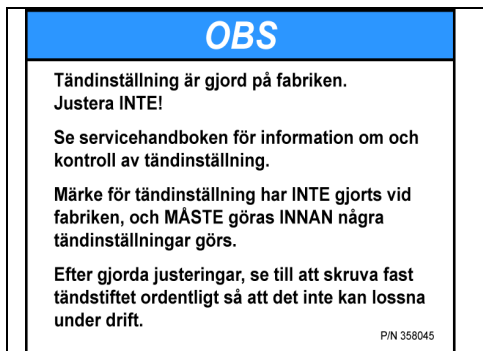 OBS
Tändinställning är gjord på fabriken.
Justera INTE!
Se servicehandboken för information om och
kontroll av tändinställning.
Märke för tändinställning har INTE gjorts vid
fabriken, och MÅSTE göras INNAN några
tändinställningar görs.
Efter gjorda justeringar, se till att skruva fast
tändstiftet ordentligt så att det inte kan lossna
under drift.
P/N 358045